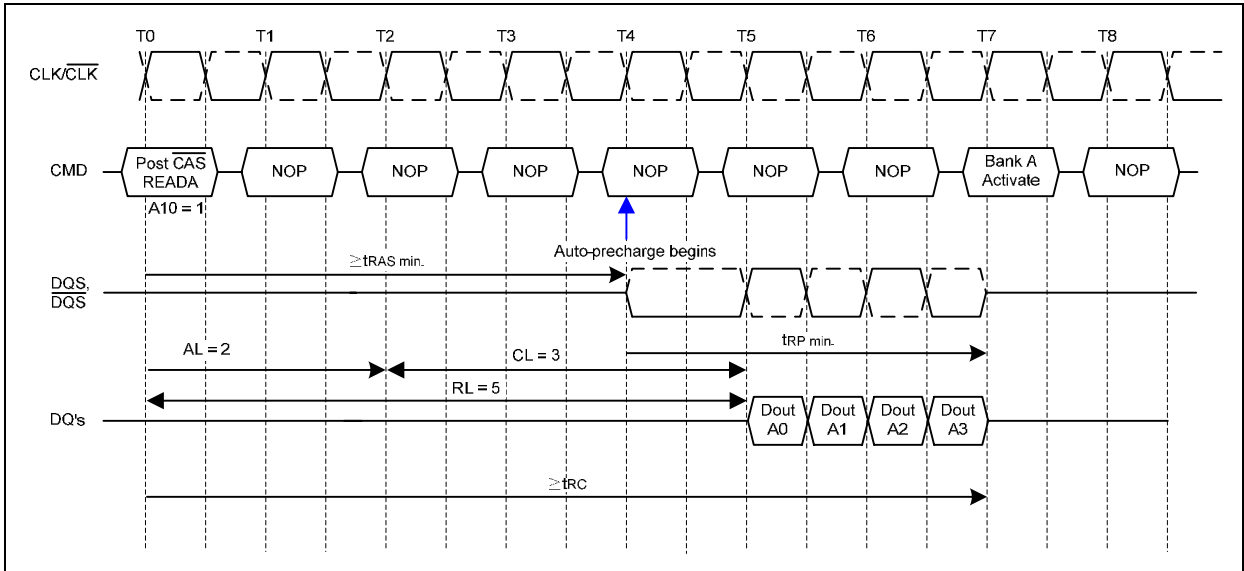 T0 T1 T2 T3 T4 T5 T6 T7 T8
CLK/CLK
CMD
Post CAS
READA
NOP NOP NOP NOP NOP NOP
Bank A
Activate
NOP
A10 = 1
Auto-precharge begins
≥tRAS min.
DQS,
DQS
tRP min.
AL = 2
CL = 3
RL = 5
DQ's
Dout
A0
Dout
A1
Dout
A2
Dout
A3
≥tRC